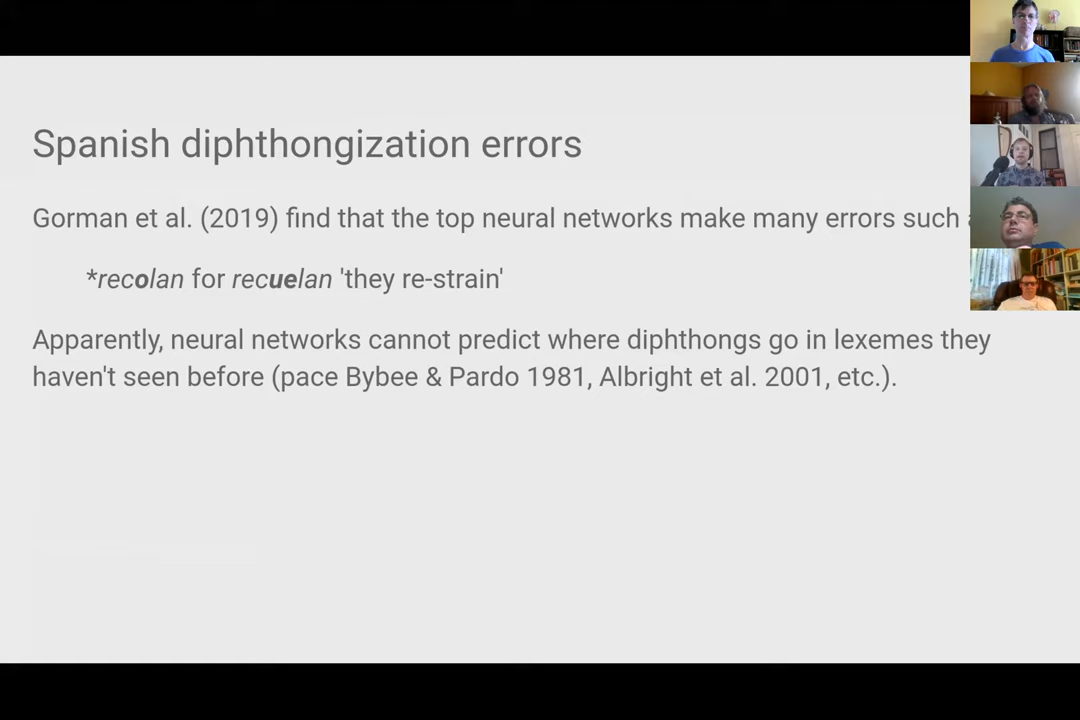 Spanish diphthongization errors
Gorman et al. (2019) find that the top neural networks make many errors such
*recolan for recuelan 'they re-strain'
Apparently, neural networks cannot predict where diphthongs go in lexemes they
haven't seen before (pace Bybee & Pardo 1981, Albright et al. 2001, etc.).